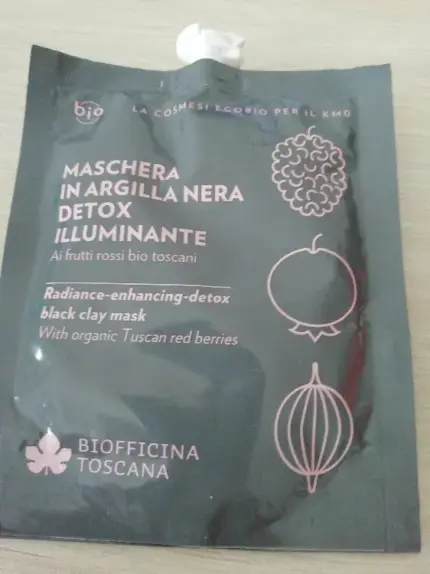 bio
LA COSMESI ECOBIO PER IL KM0
MASCHERA
IN ARGILLA NERA
DETOX
ILLUMINANTE
Ai frutti rossi bio toscani
Radiance-enhancing-detox
black clay mask
With organic Tuscan red berries
BIOFFICINA
TOSCANA